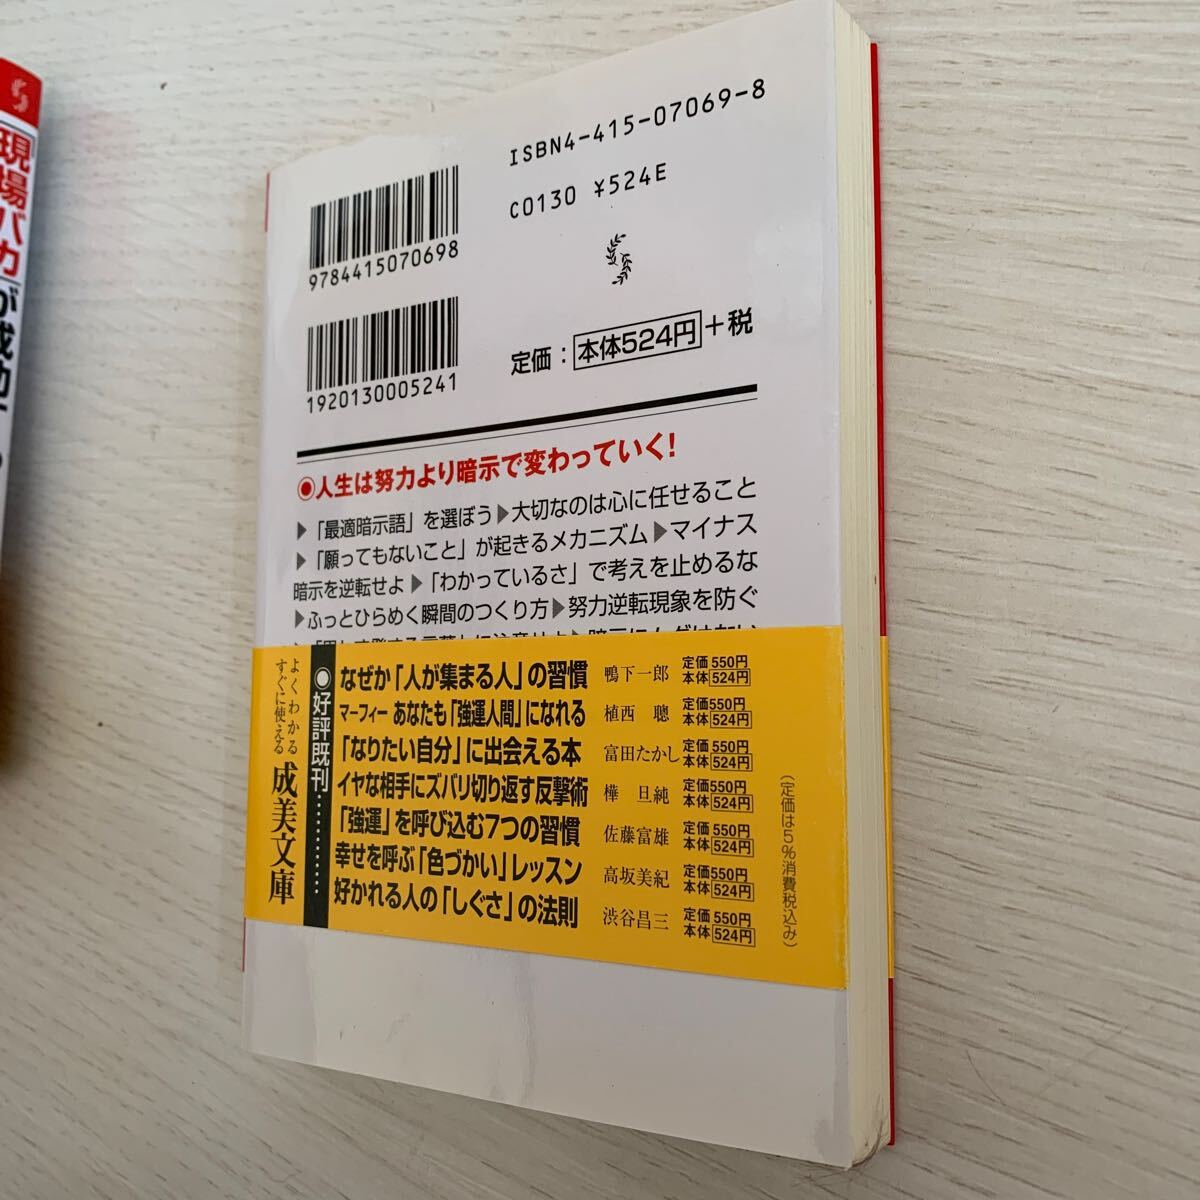 現場バカ」が成功
ISBN4-415-07069-8
C0130 ¥524E
9784415070698
1920130005241
定価：本体524円+税
◉人生は努力より暗示で変わっていく！
▶「最適暗示語」を選ぼう▶大切なのは心に任せること
▶「願ってもないこと」が起きるメカニズム▶マイナス
暗示を逆転せよ▶「わかっているさ」で考えを止めるな
▶ふっとひらめく瞬間のつくり方▶努力逆転現象を防ぐ
よくわかる
すぐに使える
成美文庫
◉好評既刊…………
なぜか「人が集まる人」の習慣 鴨下一郎 定価550円 本体524円
マーフィー あなたも「強運人間」になれる 植西 聰 定価550円 本体524円
「なりたい自分」に出会える本 富田たかし 定価550円 本体524円
イヤな相手にズバリ切り返す反撃術 樺 旦純 定価550円 本体524円
「強運」を呼び込む7つの習慣 佐藤富雄 定価550円 本体524円
幸せを呼ぶ「色づかい」レッスン 高坂美紀 定価550円 本体524円
好かれる人の「しぐさ」の法則 渋谷昌三 定価550円 本体524円
（定価は5％消費税込み）